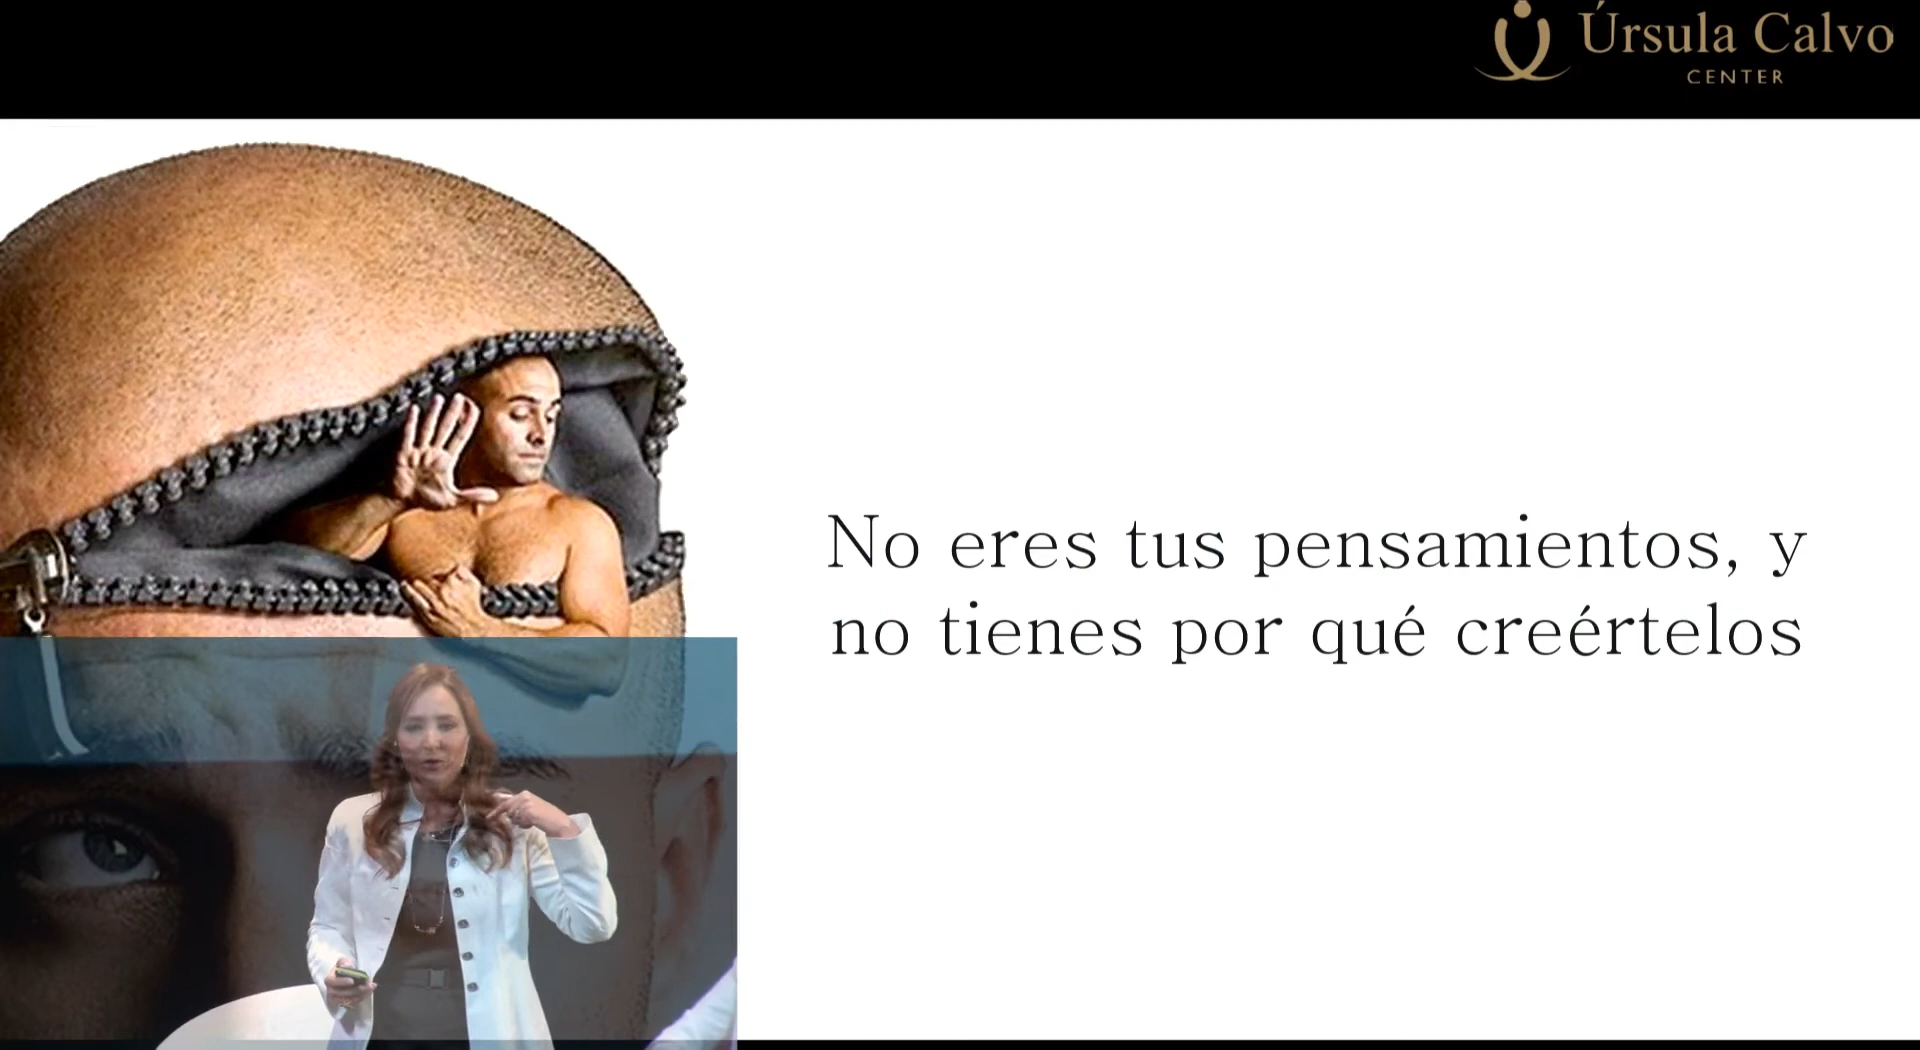 Úrsula Calvo
CENTER
No eres tus pensamientos, y
no tienes por qué creértelos